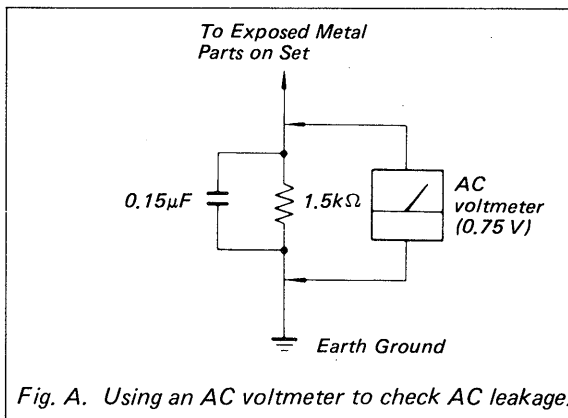 To Exposed Metal
Parts on Set
0.15μF
1.5kΩ
AC
voltmeter
(0.75 V)
Earth Ground
Fig. A. Using an AC voltmeter to check AC leakage.